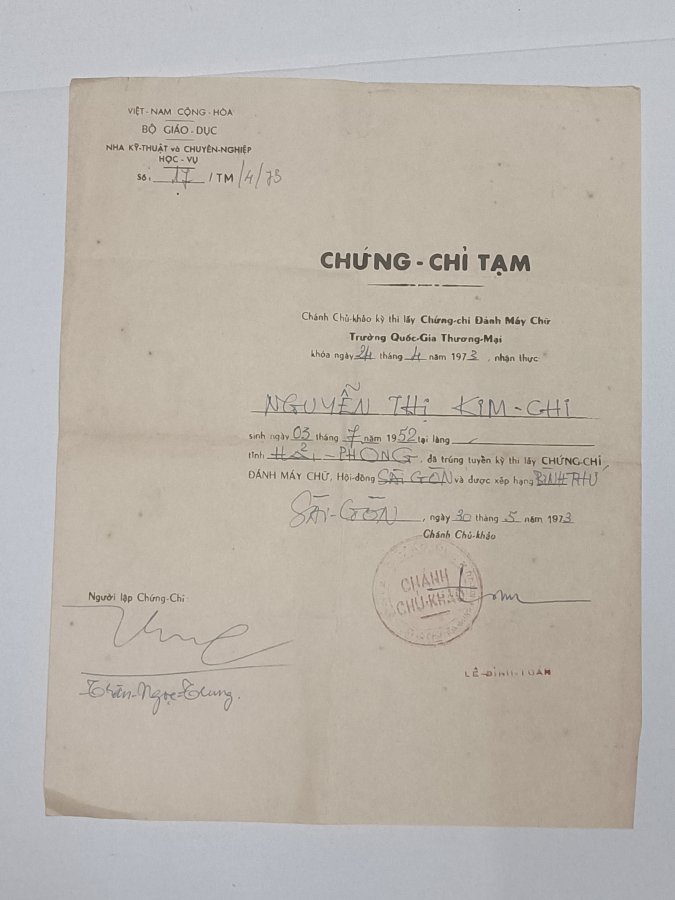 VIỆT-NAM CỘNG-HÒA
BỘ GIÁO-DỤC
NHA KỸ-THUẬT và CHUYÊN-NGHIỆP
HỌC-VỤ
Số: 17 / TM /4/73
CHỨNG-CHỈ TẠM
Chánh Chủ-khảo kỳ thi lấy Chứng-chỉ Đánh Máy Chữ
Trường Quốc-Gia Thương-Mại
khóa ngày 24 tháng 4 năm 1973, nhận thực
NGUYỄN THỊ KIM-CHI
sinh ngày 03 tháng 7 năm 1952 tại làng
tỉnh HẢI-PHÒNG, đã trúng tuyển kỳ thi lấy CHỨNG-CHỈ
ĐÁNH MÁY CHỮ, Hội-đồng SÀI GÒN và được xếp hạng BÌNH THỨ
SÀI-GÒN, ngày 30 tháng 5 năm 1973
Chánh Chủ-khảo
CHÁNH
CHỦ-KHẢO
Người lập Chứng-Chỉ
LÊ-ĐÌNH-TOÀN
Trần-Ngọc-Trung.